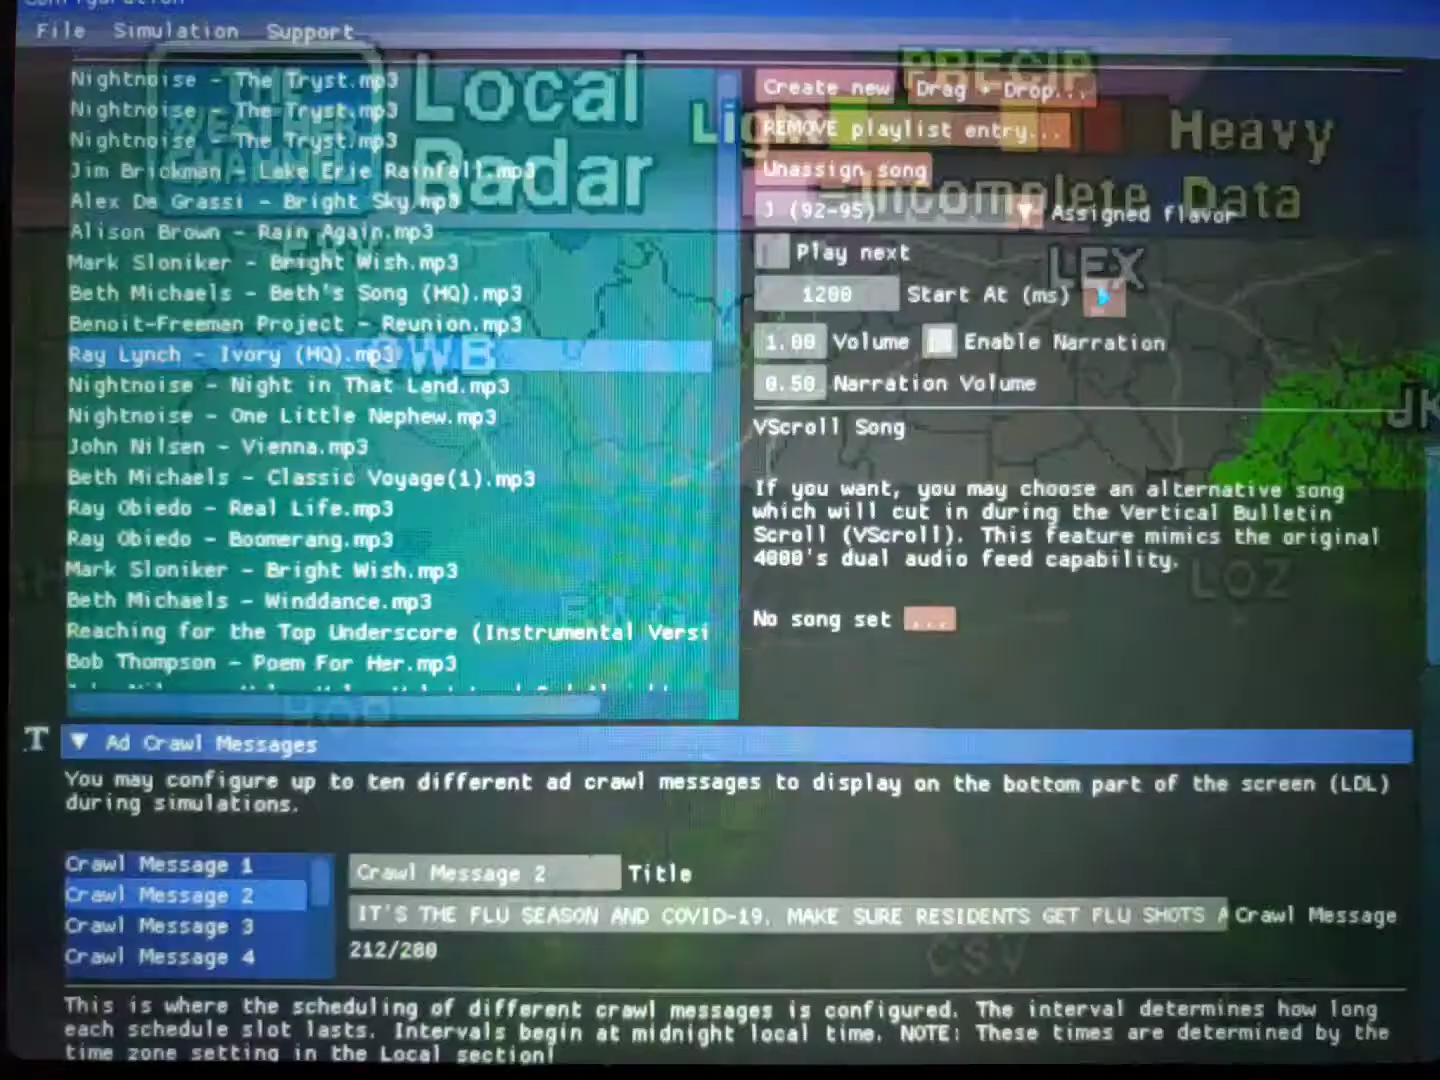 Configuration
File Simulation Support
Nightnoise - The Tryst.mp3
Nightnoise - The Tryst.mp3
Nightnoise - The Tryst.mp3
Jim Brickman - Lake Erie Rainfall.mp3
Alex De Grassi - Bright Sky.mp3
Alison Brown - Rain Again.mp3
Mark Sloniker - Bright Wish.mp3
Beth Michaels - Beth's Song (HQ).mp3
Benoit-Freeman Project - Reunion.mp3
Ray Lynch - Ivory (HQ).mp3
Nightnoise - Night in That Land.mp3
Nightnoise - One Little Nephew.mp3
John Nilsen - Vienna.mp3
Beth Michaels - Classic Voyage(1).mp3
Ray Obiedo - Real Life.mp3
Ray Obiedo - Boomerang.mp3
Mark Sloniker - Bright Wish.mp3
Beth Michaels - Winddance.mp3
Reaching for the Top Underscore (Instrumental Versi
Bob Thompson - Poem For Her.mp3
Local
Radar
PRECIP
Light Heavy
Incomplete Data
Create new Drag + Drop...
REMOVE playlist entry...
Unassign song
J (92-95) Assigned flavor
Play next
1200 Start At (ms)
1.00 Volume Enable Narration
0.50 Narration Volume
VScroll Song
If you want, you may choose an alternative song
which will cut in during the Vertical Bulletin
Scroll (VScroll). This feature mimics the original
4000's dual audio feed capability.
No song set ...
LEX
OWB
JK
LOZ
HOP
CSV
T
▼ Ad Crawl Messages
You may configure up to ten different ad crawl messages to display on the bottom part of the screen (LDL)
during simulations.
Crawl Message 1
Crawl Message 2
Crawl Message 3
Crawl Message 4
Crawl Message 2 Title
IT'S THE FLU SEASON AND COVID-19. MAKE SURE RESIDENTS GET FLU SHOTS A Crawl Message
212/280
This is where the scheduling of different crawl messages is configured. The interval determines how long
each schedule slot lasts. Intervals begin at midnight local time. NOTE: These times are determined by the
time zone setting in the Local section!